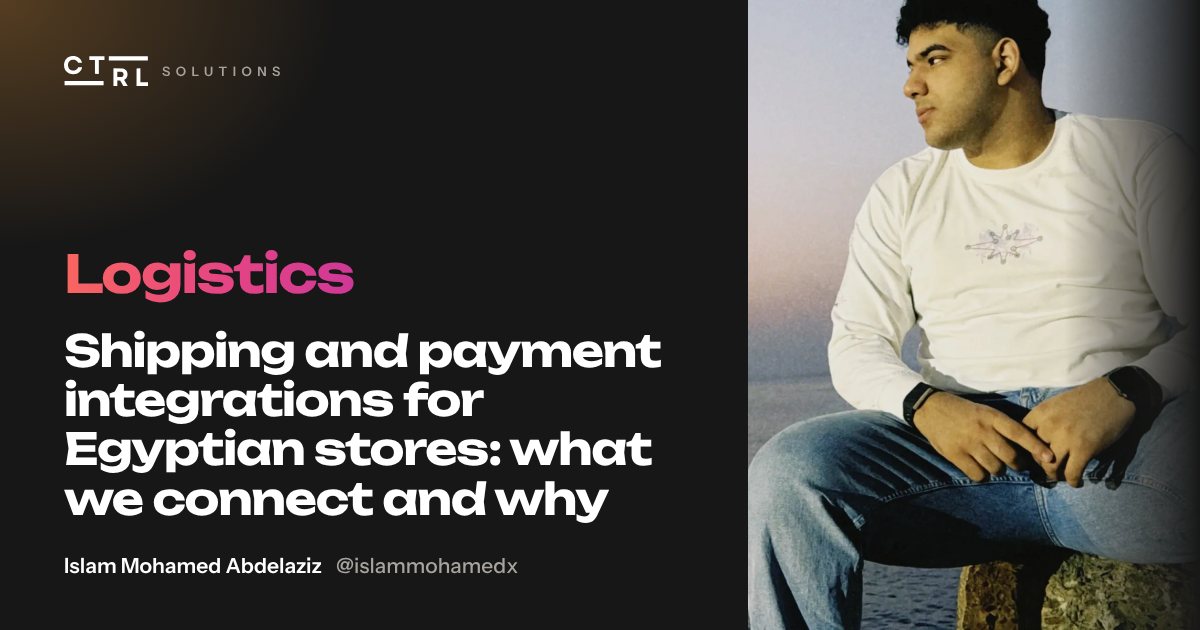 CTRL SOLUTIONS
Logistics
Shipping and payment
integrations for
Egyptian stores: what
we connect and why
Islam Mohamed Abdelaziz @islammohamedx